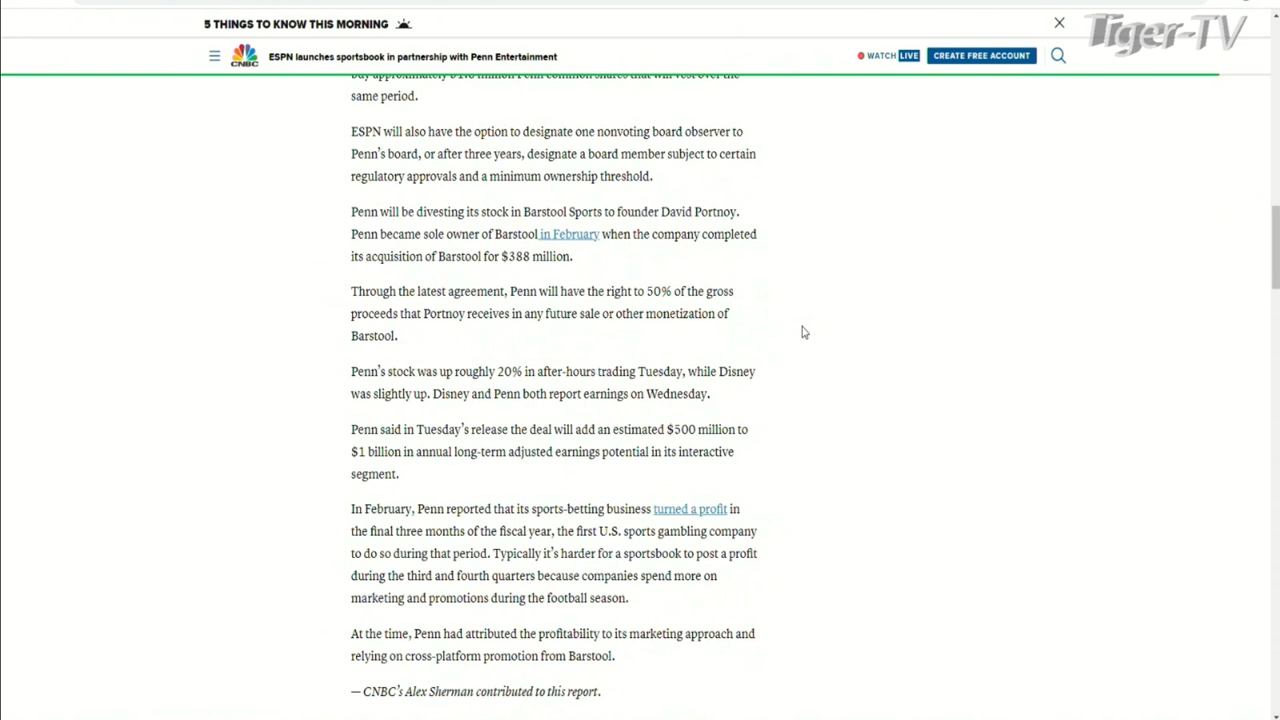 5 THINGS TO KNOW THIS MORNING
Tiger-TV
CNBC
ESPN launches sportsbook in partnership with Penn Entertainment
WATCH LIVE
CREATE FREE ACCOUNT
same period.
ESPN will also have the option to designate one nonvoting board observer to
Penn's board, or after three years, designate a board member subject to certain
regulatory approvals and a minimum ownership threshold.
Penn will be divesting its stock in Barstool Sports to founder David Portnoy.
Penn became sole owner of Barstool in February when the company completed
its acquisition of Barstool for $388 million.
Through the latest agreement, Penn will have the right to 50% of the gross
proceeds that Portnoy receives in any future sale or other monetization of
Barstool.
Penn's stock was up roughly 20% in after-hours trading Tuesday, while Disney
was slightly up. Disney and Penn both report earnings on Wednesday.
Penn said in Tuesday's release the deal will add an estimated $500 million to
$1 billion in annual long-term adjusted earnings potential in its interactive
segment.
In February, Penn reported that its sports-betting business turned a profit in
the final three months of the fiscal year, the first U.S. sports gambling company
to do so during that period. Typically it's harder for a sportsbook to post a profit
during the third and fourth quarters because companies spend more on
marketing and promotions during the football season.
At the time, Penn had attributed the profitability to its marketing approach and
relying on cross-platform promotion from Barstool.
— CNBC's Alex Sherman contributed to this report.